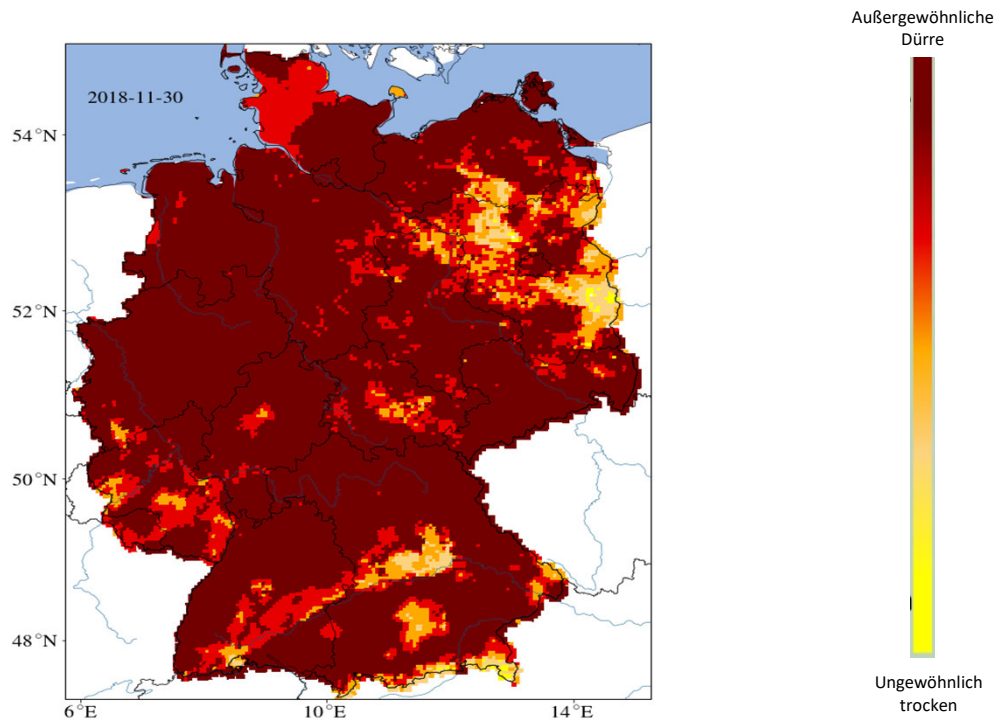 Außergewöhnliche
Dürre
2018-11-30
54°N
52°N
50°N
48°N
6°E
10°E
14°E
Ungewöhnlich
trocken